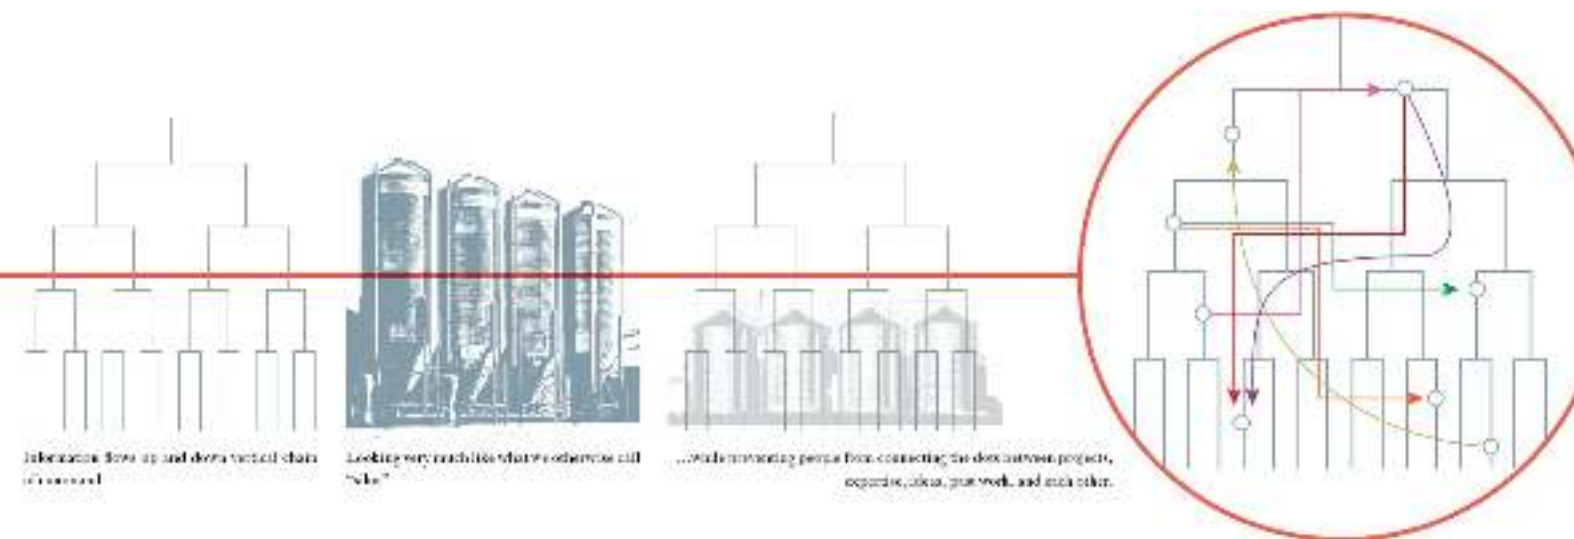 Information flows up and down vertical chain
of command
Looking very much like what we otherwise call
"silos"
...while preventing people from connecting the dots between projects,
expertise, ideas, past work, and each other.